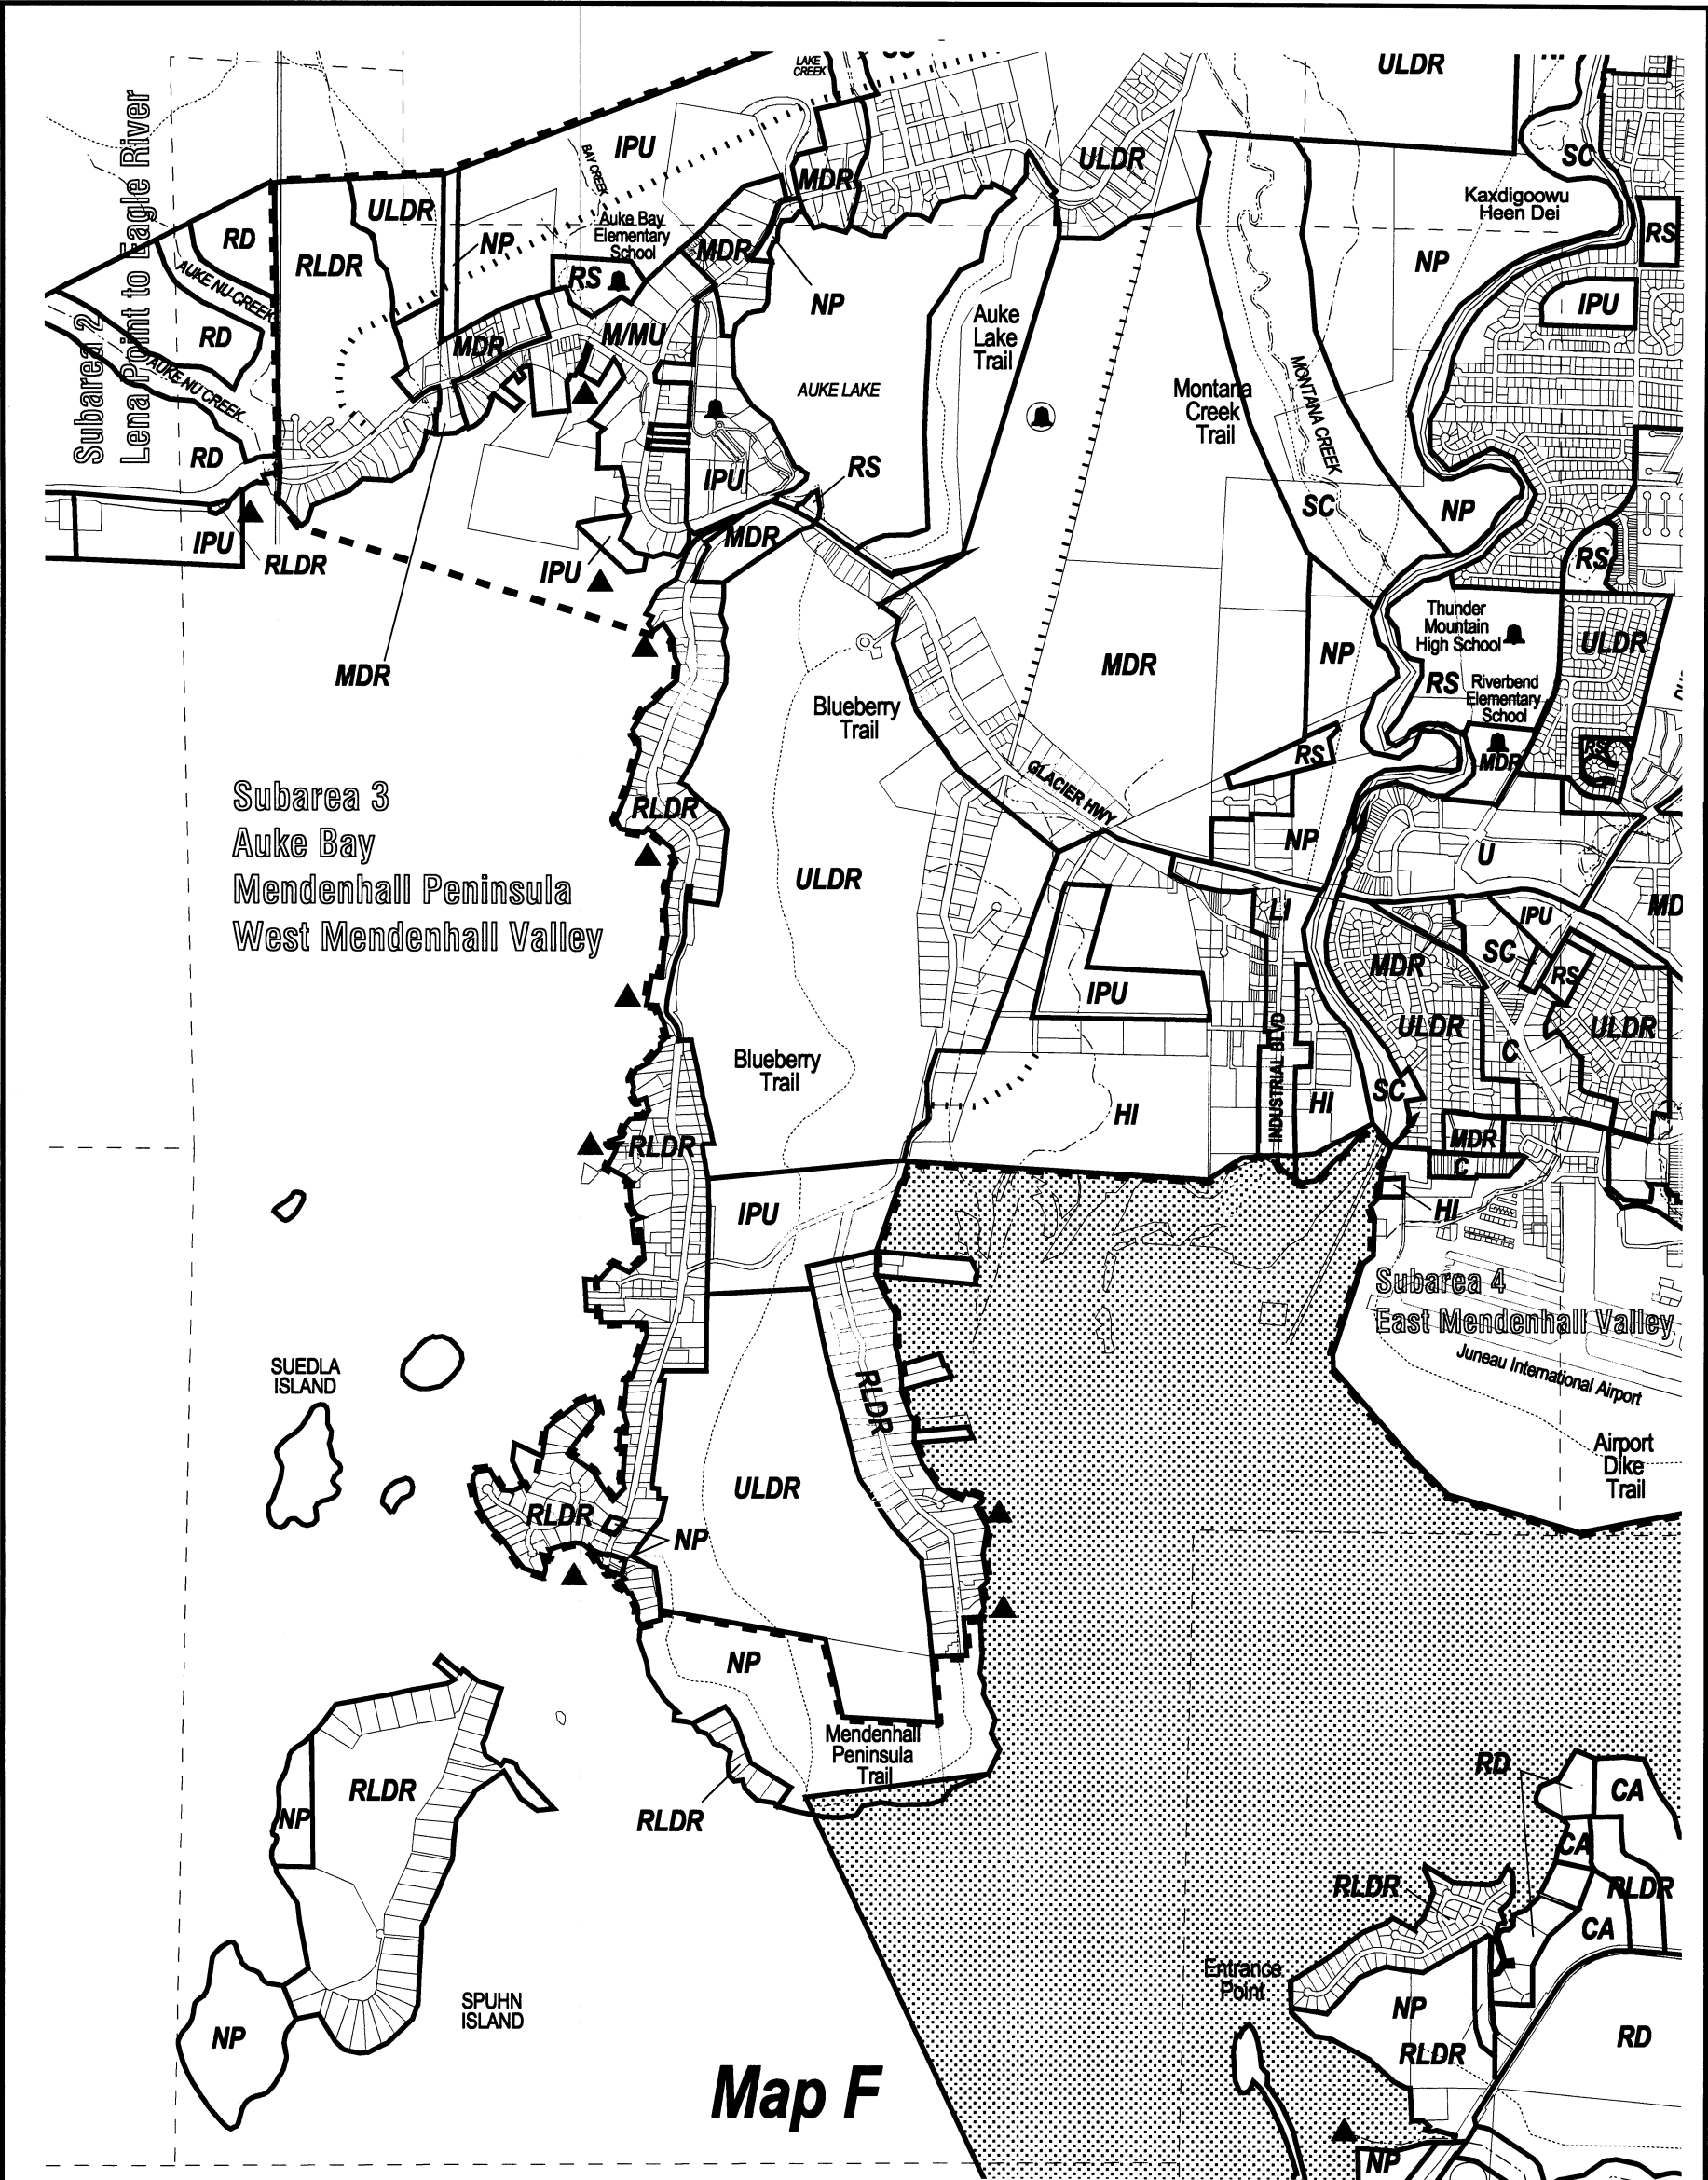 LAKE
CREEK
ULDR
IPU
BAY CREEK
MDR
ULDR
SC
Kaxdigoowu
Heen Dei
RS
Subarea 2
Lena Point to Eagle River
RD
AUKE NU CREEK
RD
AUKE NU CREEK
RD
RLDR
ULDR
NP
Auke Bay
Elementary
School
RS
MDR
NP
NP
IPU
MDR
M/MU
Auke
Lake
Trail
AUKE LAKE
Montana
Creek
Trail
MONTANA CREEK
RS
IPU
SC
NP
IPU
RLDR
MDR
IPU
RS
MDR
MDR
NP
Thunder
Mountain
High School
ULDR
RS
Riverbend
Elementary
School
MDR
RS
Blueberry
Trail
RS
GLACIER HWY
Subarea 3
Auke Bay
Mendenhall Peninsula
West Mendenhall Valley
RLDR
ULDR
NP
U
LI
IPU
SC
RS
MDR
IPU
ULDR
ULDR
C
INDUSTRIAL BLVD
Blueberry
Trail
HI
HI
SC
RLDR
MDR
C
HI
IPU
Subarea 4
East Mendenhall Valley
Juneau International Airport
SUEDLA
ISLAND
RLDR
Airport
Dike
Trail
ULDR
RLDR
NP
NP
Mendenhall
Peninsula
Trail
RLDR
RLDR
NP
RD
CA
CA
RLDR
RLDR
CA
Entrance
Point
NP
SPUHN
ISLAND
NP
RLDR
RD
Map F
NP